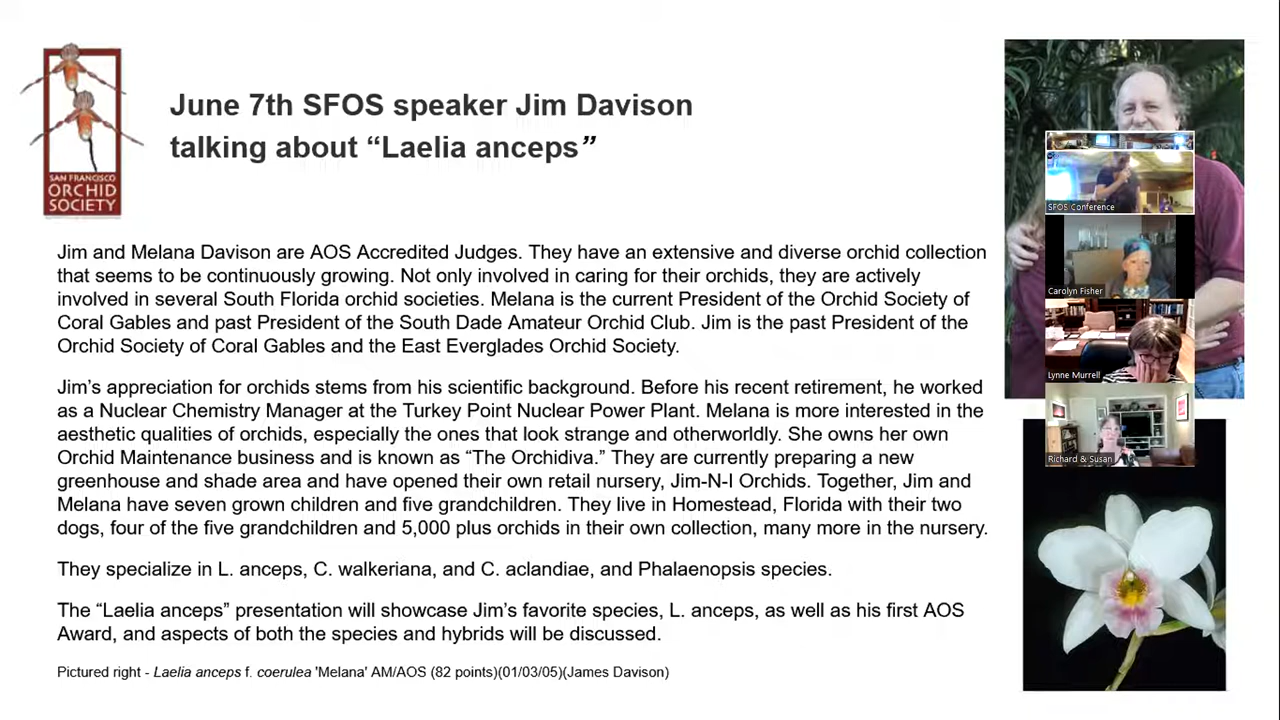 June 7th SFOS speaker Jim Davison
talking about “Laelia anceps”
SAN FRANCISCO
ORCHID
SOCIETY
Jim and Melana Davison are AOS Accredited Judges. They have an extensive and diverse orchid collection
that seems to be continuously growing. Not only involved in caring for their orchids, they are actively
involved in several South Florida orchid societies. Melana is the current President of the Orchid Society of
Coral Gables and past President of the South Dade Amateur Orchid Club. Jim is the past President of the
Orchid Society of Coral Gables and the East Everglades Orchid Society.
Jim’s appreciation for orchids stems from his scientific background. Before his recent retirement, he worked
as a Nuclear Chemistry Manager at the Turkey Point Nuclear Power Plant. Melana is more interested in the
aesthetic qualities of orchids, especially the ones that look strange and otherworldly. She owns her own
Orchid Maintenance business and is known as “The Orchidiva.” They are currently preparing a new
greenhouse and shade area and have opened their own retail nursery, Jim-N-I Orchids. Together, Jim and
Melana have seven grown children and five grandchildren. They live in Homestead, Florida with their two
dogs, four of the five grandchildren and 5,000 plus orchids in their own collection, many more in the nursery.
They specialize in L. anceps, C. walkeriana, and C. aclandiae, and Phalaenopsis species.
The “Laelia anceps” presentation will showcase Jim’s favorite species, L. anceps, as well as his first AOS
Award, and aspects of both the species and hybrids will be discussed.
Pictured right - Laelia anceps f. coerulea 'Melana' AM/AOS (82 points)(01/03/05)(James Davison)
SFOS Conference
Carolyn Fisher
Lynne Murrell
Richard & Susan